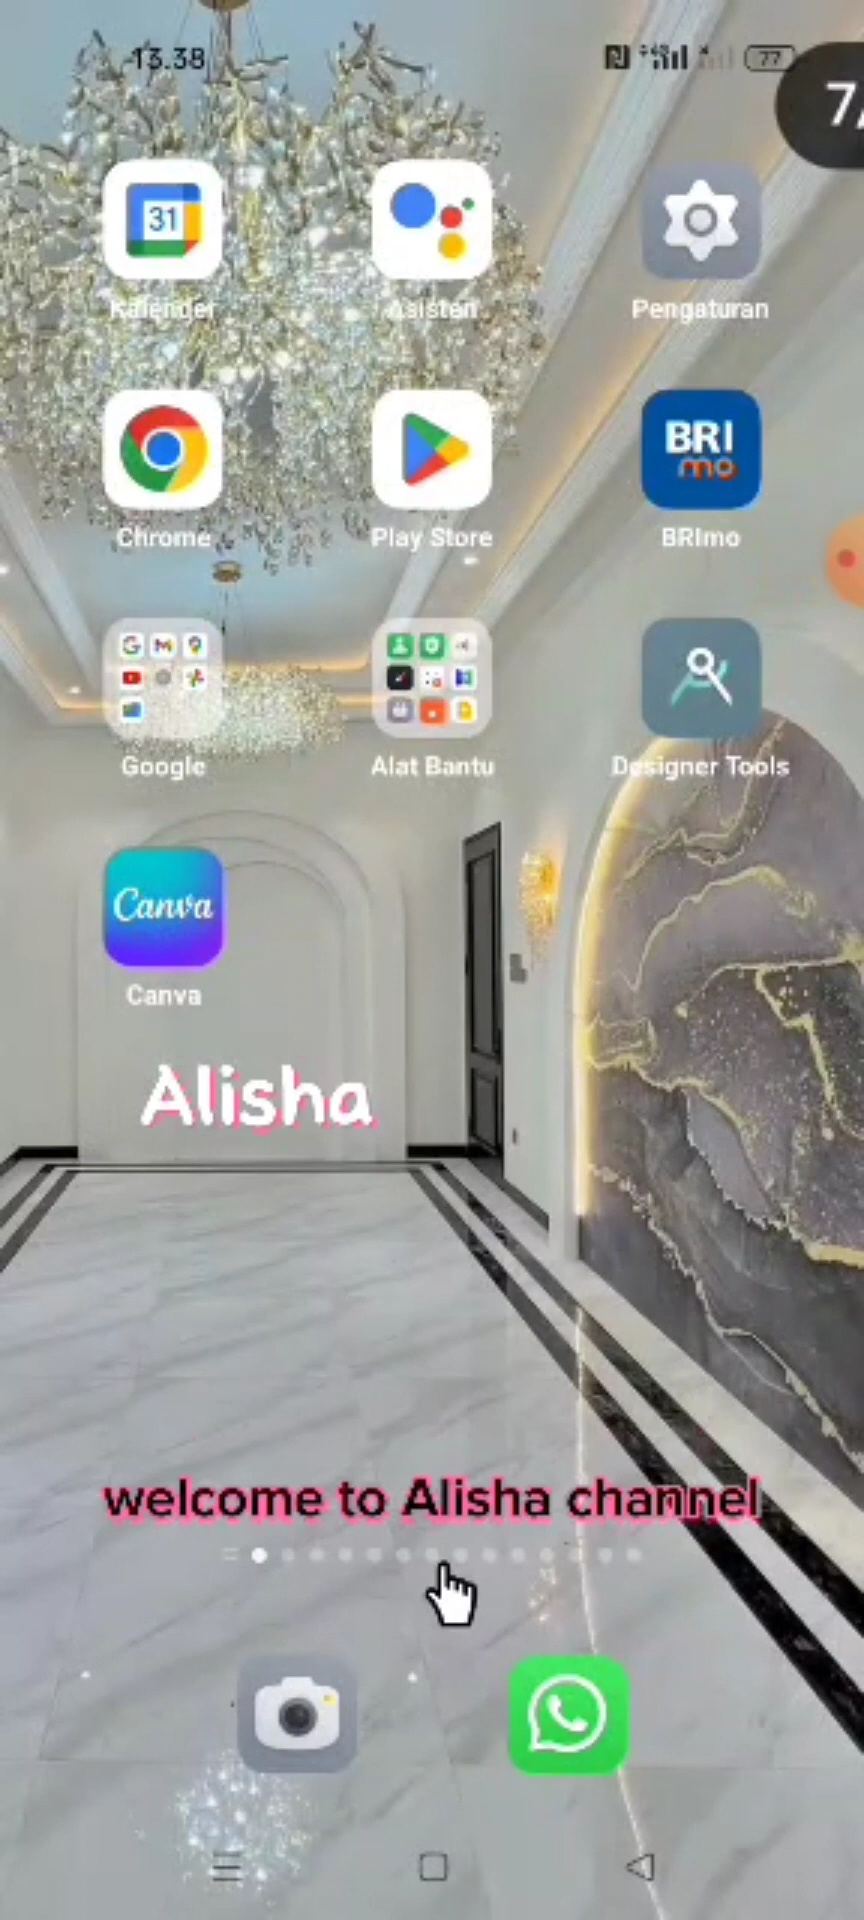 13.38
77
7/
31
Kalender
Asisten
Pengaturan
BRI
mo
Chrome
Play Store
BRImo
Google
Alat Bantu
Designer Tools
Canva
Canva
Alisha
welcome to Alisha channel